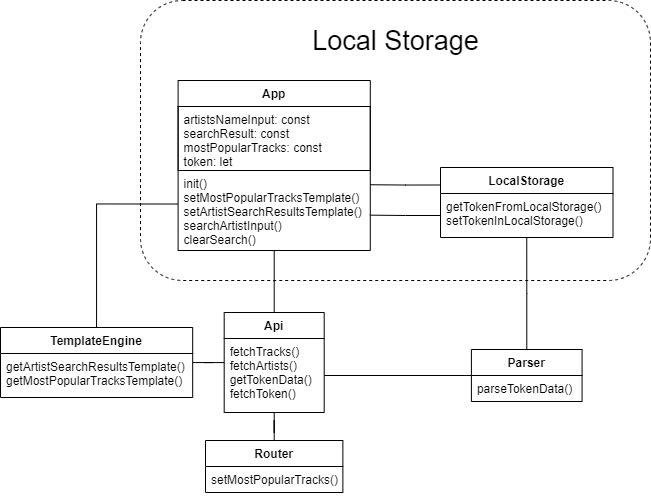 Local Storage
App
artistsNameInput: const
searchResult: const
mostPopularTracks: const
token: let
init()
setMostPopularTracksTemplate()
setArtistSearchResultsTemplate()
searchArtistInput()
clearSearch()
LocalStorage
getTokenFromLocalStorage()
setTokenInLocalStorage()
TemplateEngine
getArtistSearchResultsTemplate()
getMostPopularTracksTemplate()
Api
fetchTracks()
fetchArtists()
getTokenData()
fetchToken()
Parser
parseTokenData()
Router
setMostPopularTracks()